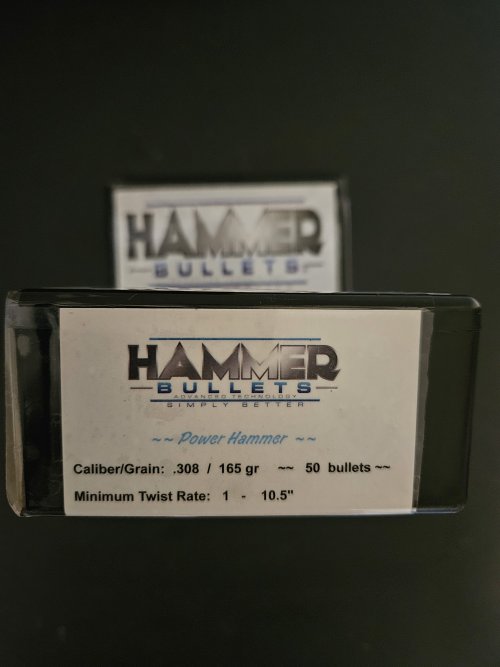 HAMMER
BULLETS
HAMMER
BULLETS
ADVANCED TECHNOLOGY
SIMPLY BETTER
~~ Power Hammer ~~
Caliber/Grain: .308 / 165 gr ~~ 50 bullets ~~
Minimum Twist Rate: 1 - 10.5"